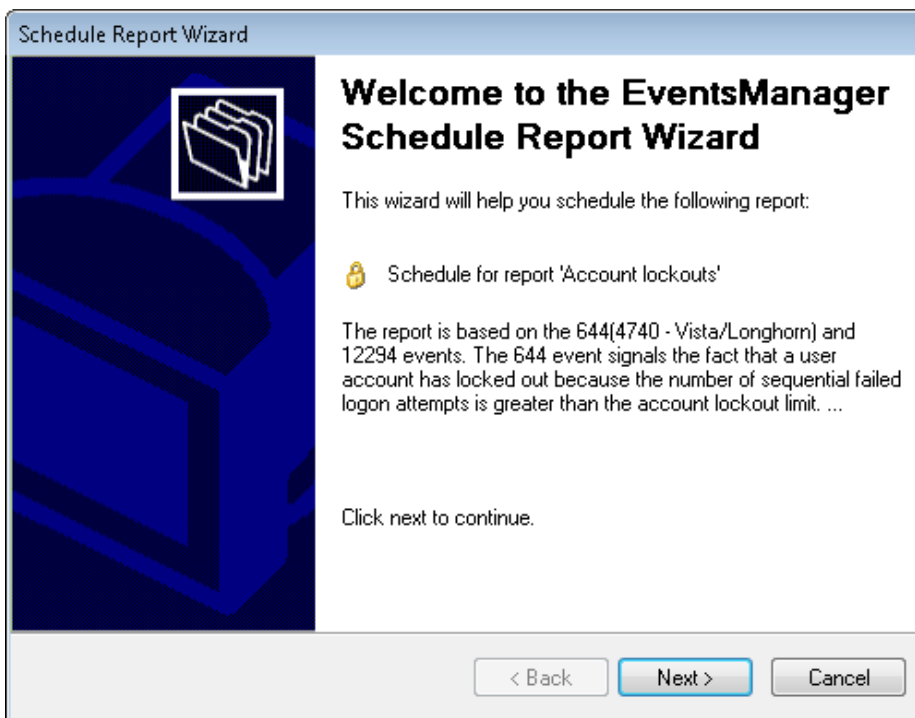 Schedule Report Wizard
Welcome to the EventsManager
Schedule Report Wizard
This wizard will help you schedule the following report:
Schedule for report 'Account lockouts'
The report is based on the 644(4740 - Vista/Longhorn) and
12294 events. The 644 event signals the fact that a user
account has locked out because the number of sequential failed
logon attempts is greater than the account lockout limit. ...
Click next to continue.
< Back
Next >
Cancel